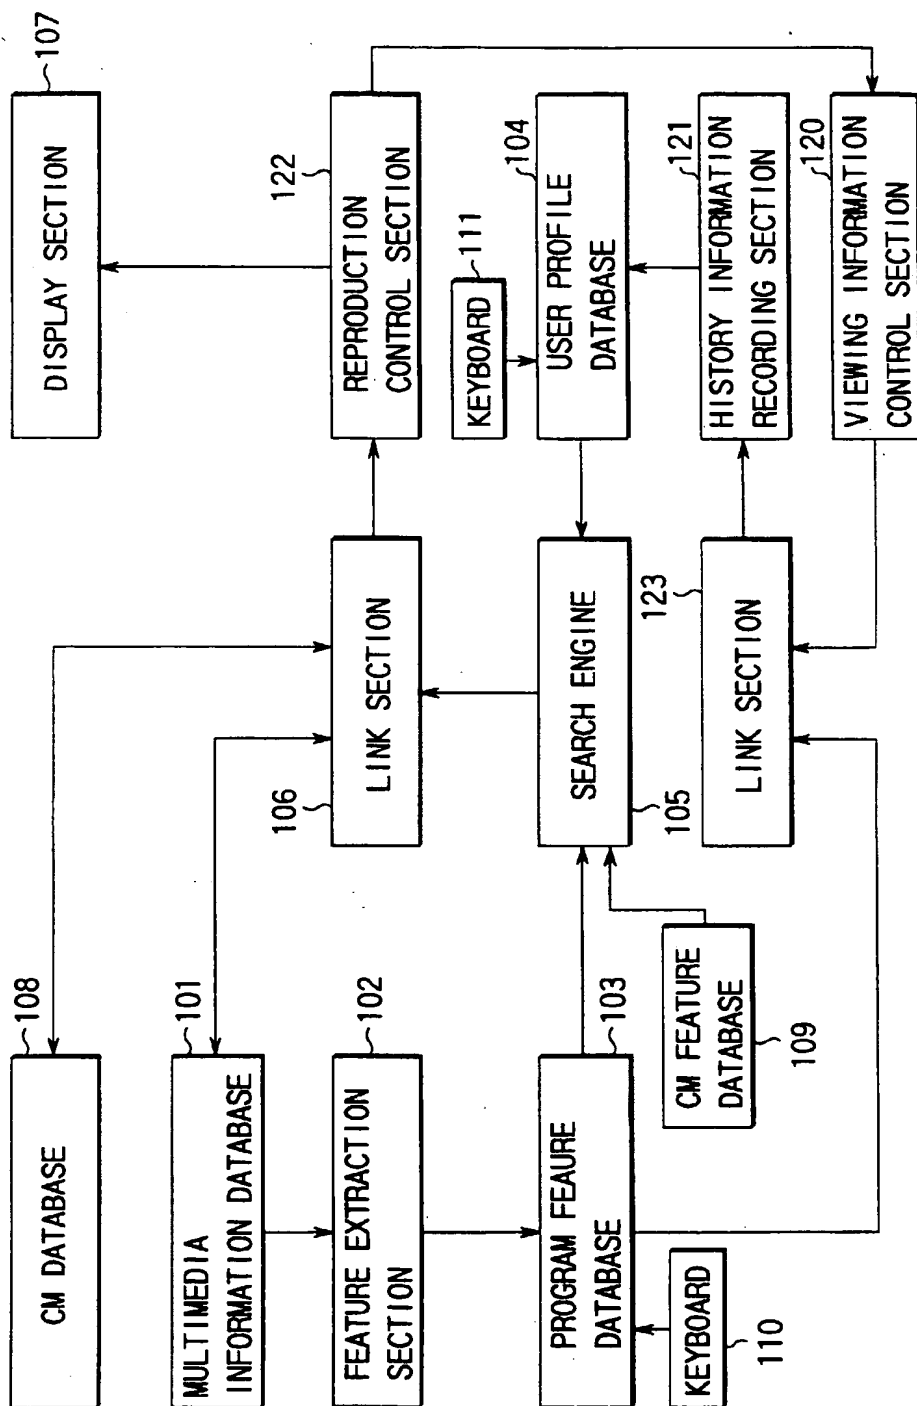 CM DATABASE
108
MULTIMEDIA
INFORMATION DATABASE
101
FEATURE EXTRACTION
SECTION
102
PROGRAM FEAURE
DATABASE
103
KEYBOARD
110
CM FEATURE
DATABASE
109
LINK SECTION
106
SEARCH ENGINE
105
LINK SECTION
123
DISPLAY SECTION
107
REPRODUCTION
CONTROL SECTION
122
KEYBOARD
111
USER PROFILE
DATABASE
104
HISTORY INFORMATION
RECORDING SECTION
121
VIEWING INFORMATION
CONTROL SECTION
120